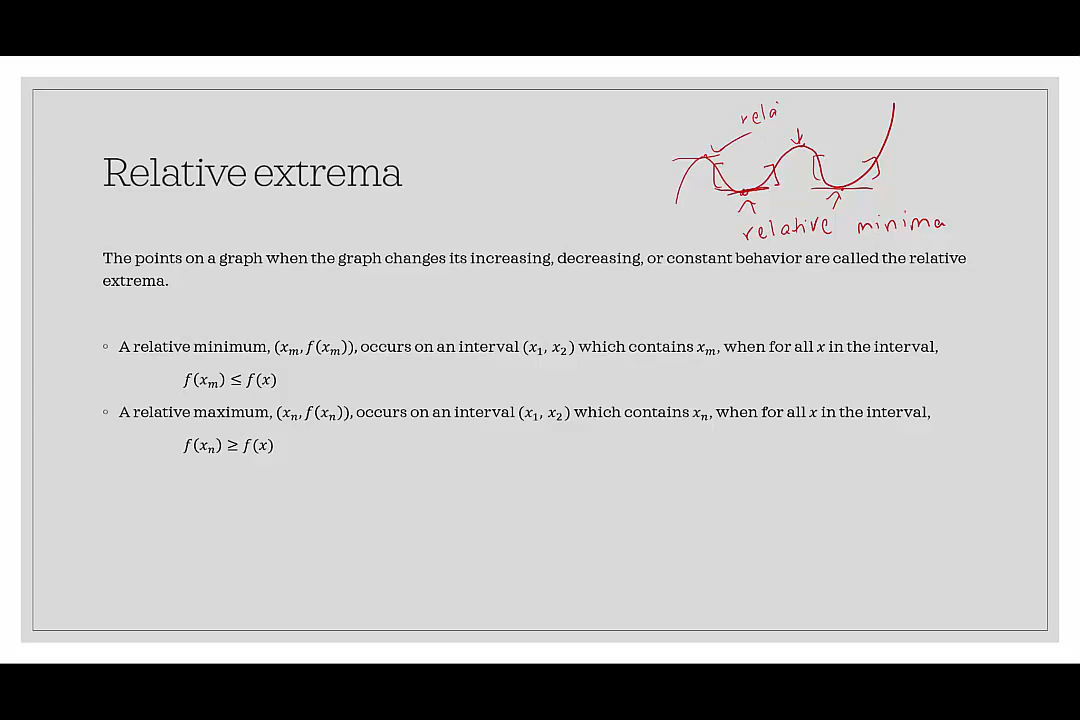 rela
Relative extrema
relative minima
The points on a graph when the graph changes its increasing, decreasing, or constant behavior are called the relative
extrema.
◦ A relative minimum, (xₘ, f(xₘ)), occurs on an interval (x₁, x₂) which contains xₘ, when for all x in the interval,
f(xₘ) ≤ f(x)
◦ A relative maximum, (xₙ, f(xₙ)), occurs on an interval (x₁, x₂) which contains xₙ, when for all x in the interval,
f(xₙ) ≥ f(x)